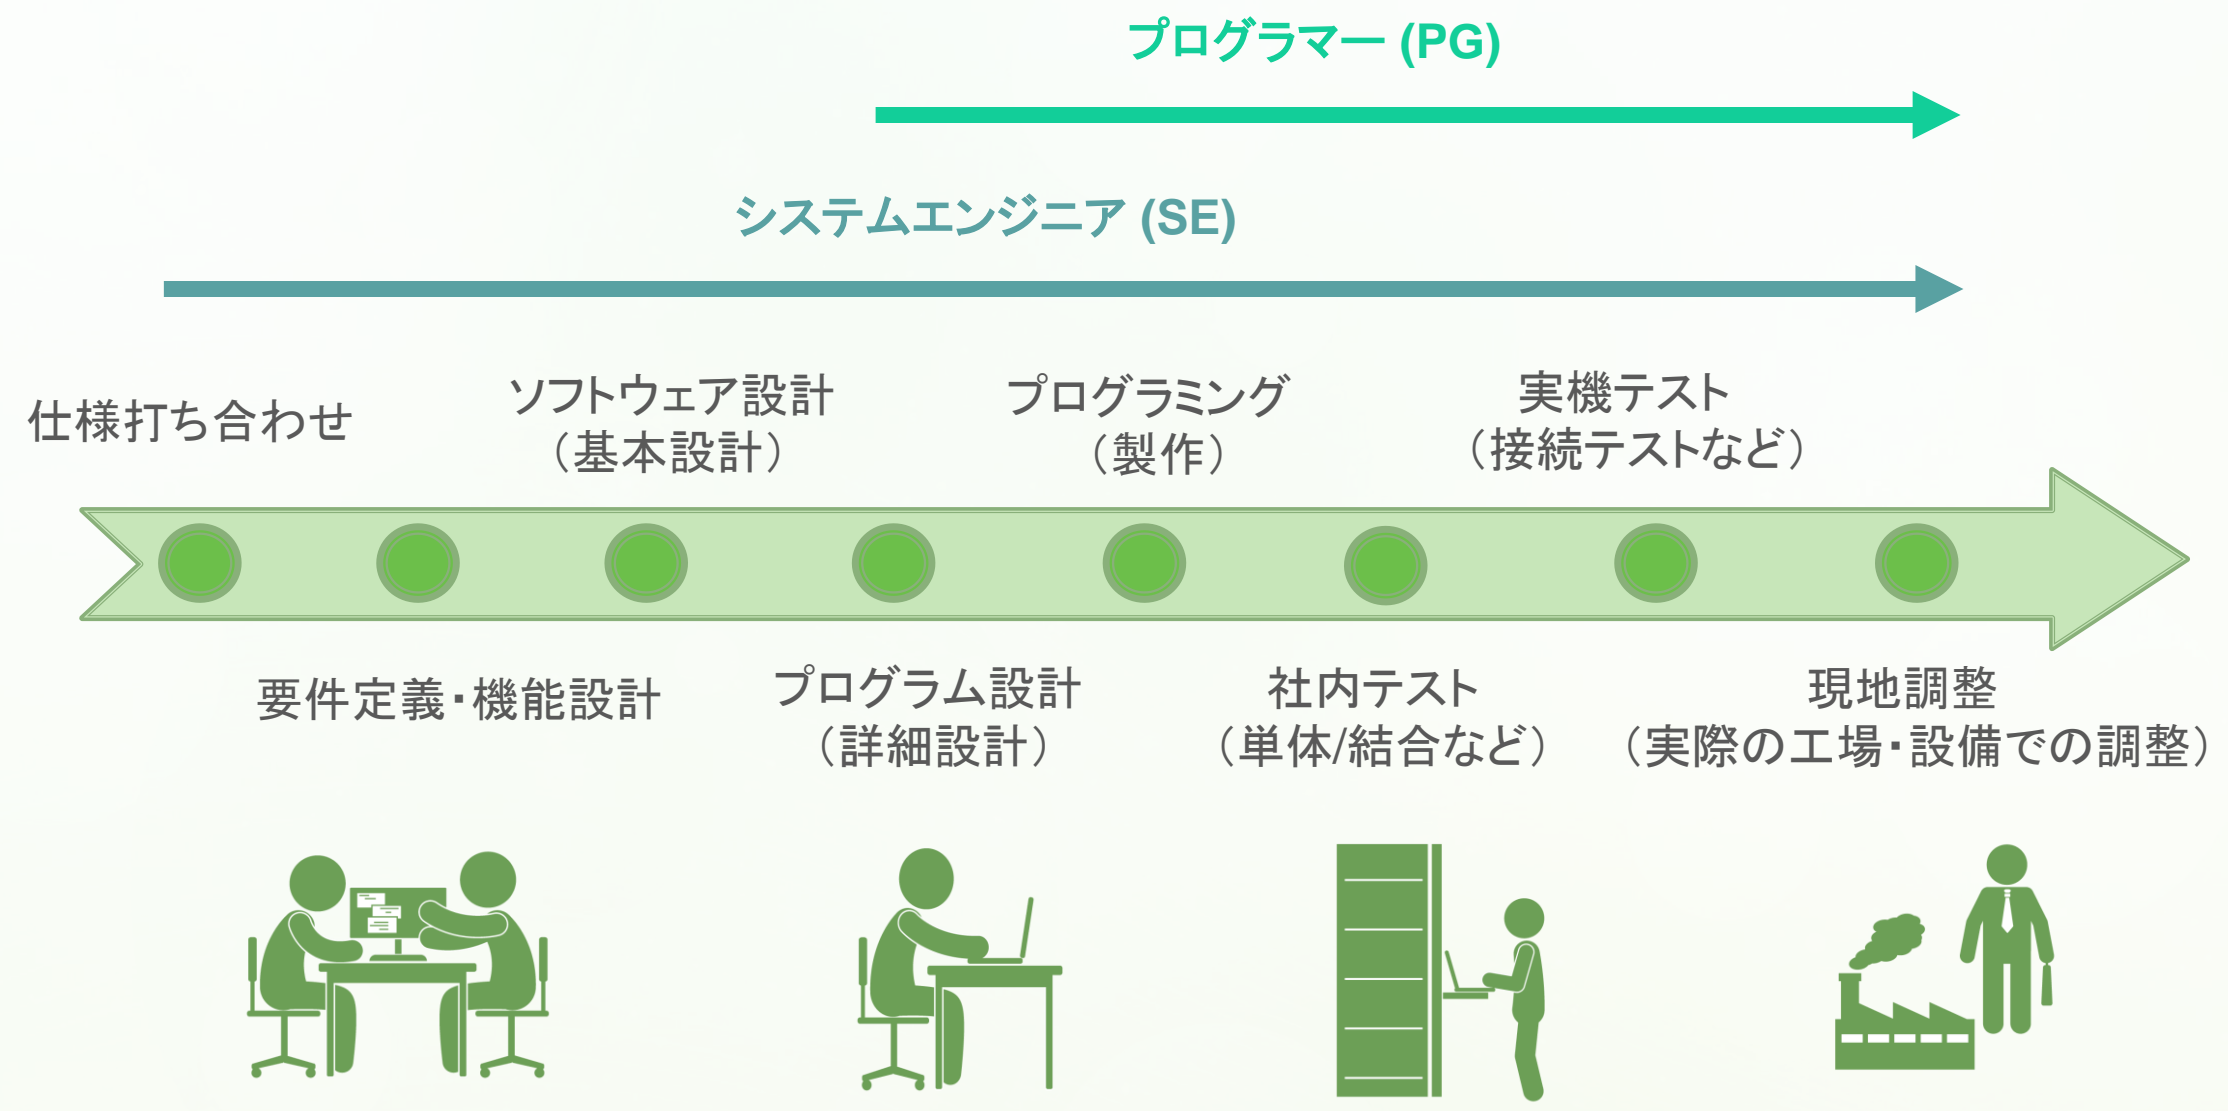 プログラマー (PG)
システムエンジニア (SE)
仕様打ち合わせ
ソフトウェア設計
（基本設計）
プログラミング
（製作）
実機テスト
（接続テストなど）
要件定義・機能設計
プログラム設計
（詳細設計）
社内テスト
（単体/結合など）
現地調整
（実際の工場・設備での調整）